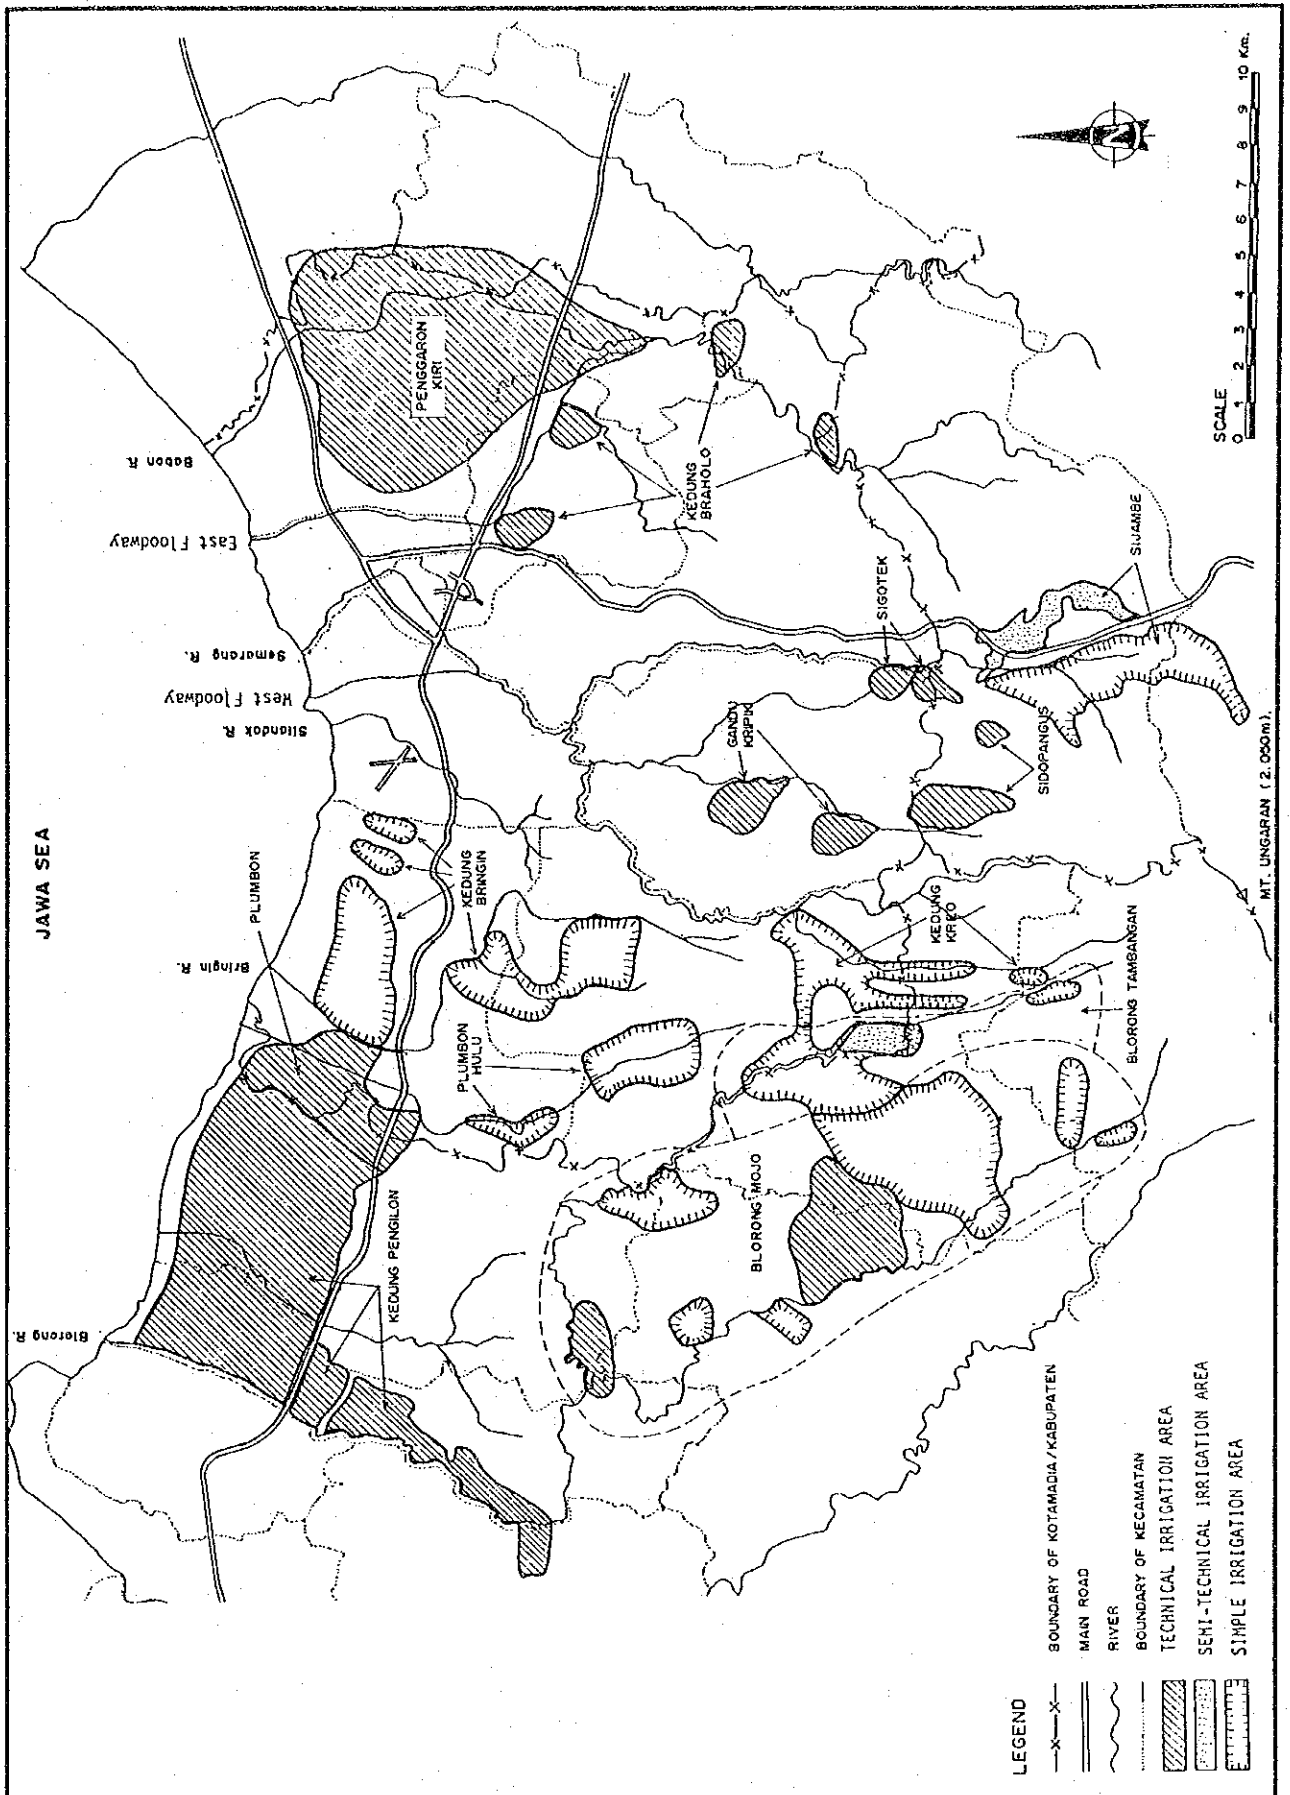 JAWA SEA
Blorong R.
Bringin R.
Silandak R.
West Floodway
Semarang R.
East Floodway
Babon R.
PLUMBON
KEDUNG PENGILON
KEDUNG
BRINGIN
PLUMBON
HULU
PENGGARON
KIRI
KEDUNG
BRAHOLO
GANDU
KRIPIK
SIGOTEK
SIJAMBE
SIDOPANGUS
KEDUNG
BLORONG MOJO
BLORONG TAMBANGAN
MT. UNGARAN (2.050m).
N
SCALE
0 1 2 3 4 5 6 7 8 9 10 Km.
LEGEND
BOUNDARY OF KOTAMADIA/KABUPATEN
MAIN ROAD
RIVER
BOUNDARY OF KECAMATAN
TECHNICAL IRRIGATION AREA
SEMI-TECHNICAL IRRIGATION AREA
SIMPLE IRRIGATION AREA